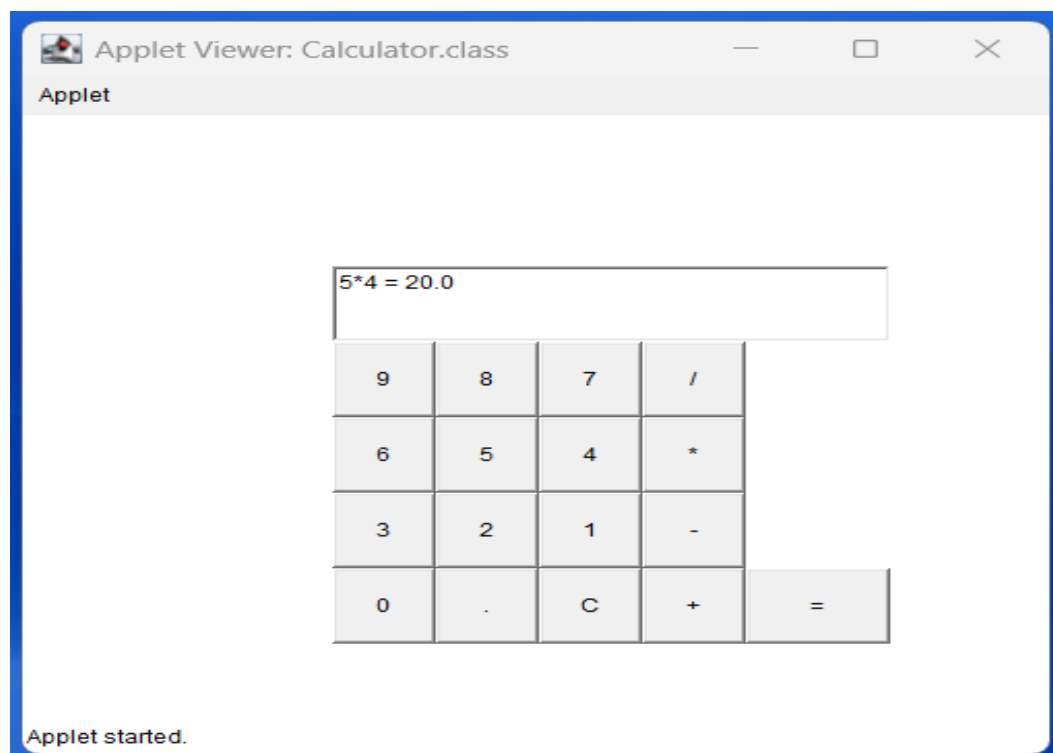 Applet Viewer: Calculator.class
Applet
5*4 = 20.0
9 8 7 /
6 5 4 *
3 2 1 -
0 . C + =
Applet started.